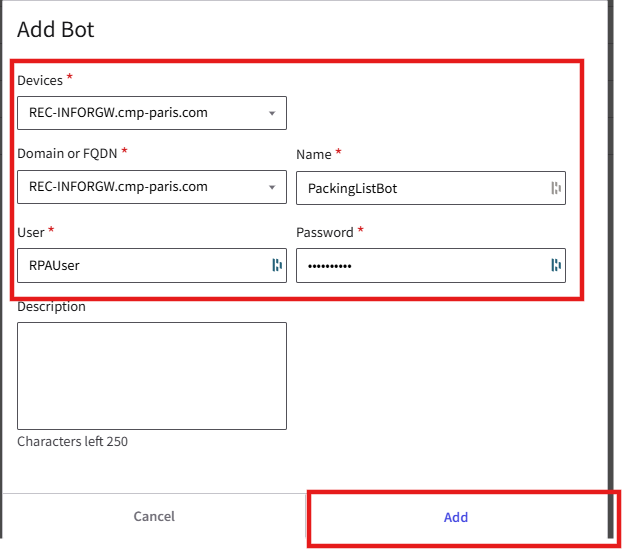 Add Bot
Devices *
REC-INFORGW.cmp-paris.com
Domain or FQDN *
Name *
REC-INFORGW.cmp-paris.com
PackingListBot
User *
Password *
RPAUser
••••••••••
Description
Characters left 250
Cancel
Add